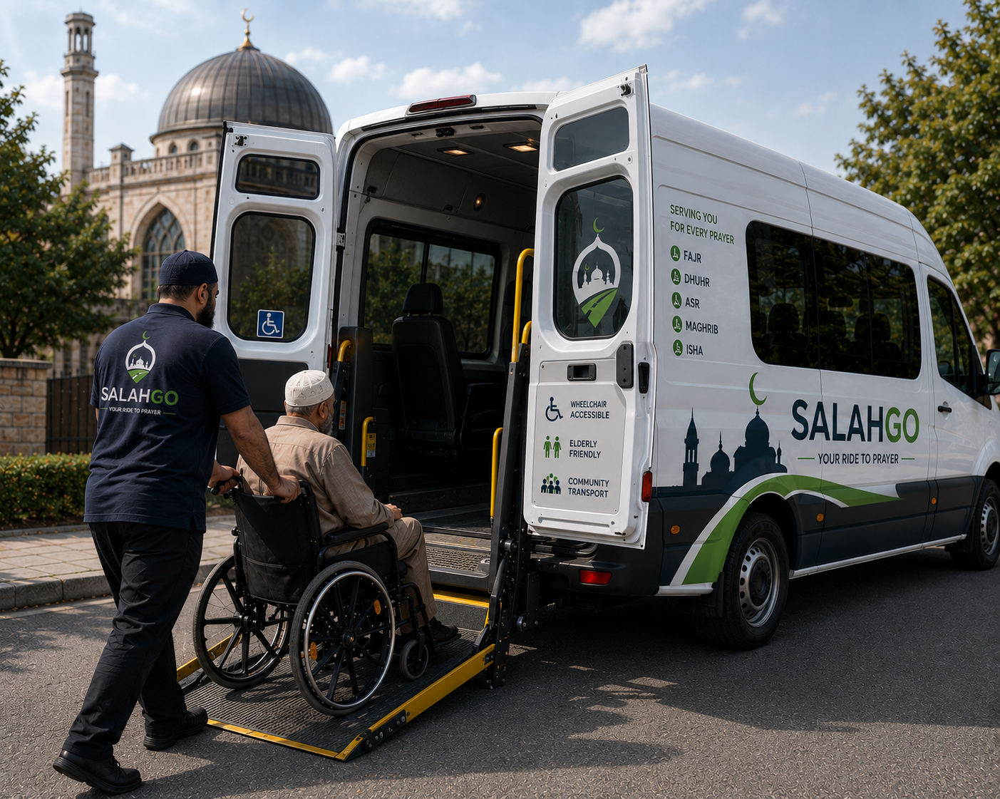 SALAHGO
YOUR RIDE TO PRAYER
SERVING YOU
FOR EVERY PRAYER
FAJR
DHUHR
ASR
MAGHRIB
ISHA
WHEELCHAIR
ACCESSIBLE
ELDERLY
FRIENDLY
COMMUNITY
TRANSPORT
SALAHGO
YOUR RIDE TO PRAYER